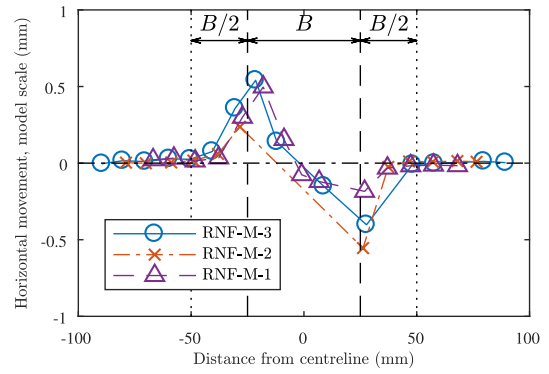 B/2 B B/2
1
0.5
0
-0.5
-1
Horizontal movement, model scale (mm)
RNF-M-3
RNF-M-2
RNF-M-1
-100 -50 0 50 100
Distance from centreline (mm)